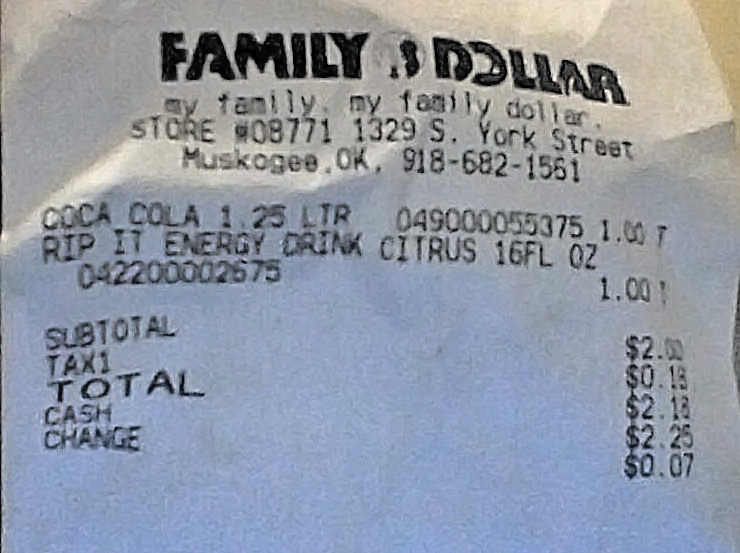 FAMILY $ DOLLAR
my family. my family dollar.
STORE #08771 1329 S. York Street
Muskogee,OK, 918-682-1561
COCA COLA 1.25 LTR 049000055375 1.00 T
RIP IT ENERGY DRINK CITRUS 16FL OZ
042200002675 1.00 T
SUBTOTAL $2.00
TAX1 $0.18
TOTAL $2.18
CASH $2.25
CHANGE $0.07